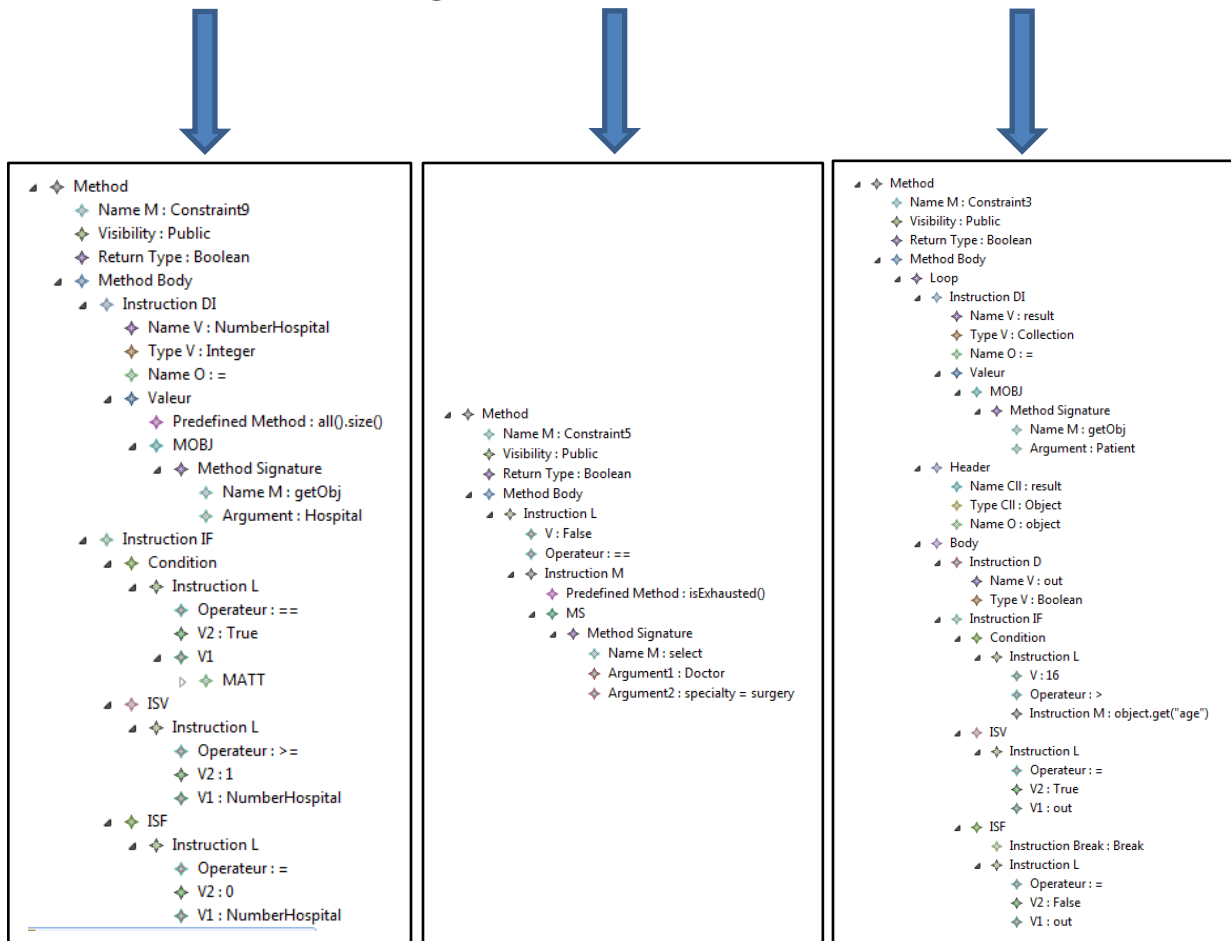 Method
Name M : Constraint9
Visibility : Public
Return Type : Boolean
Method Body
Instruction DI
Name V : NumberHospital
Type V : Integer
Name O : =
Valeur
Predefined Method : all().size()
MOBJ
Method Signature
Name M : getObj
Argument : Hospital
Instruction IF
Condition
Instruction L
Operateur : ==
V2 : True
V1
MATT
ISV
Instruction L
Operateur : >=
V2 : 1
V1 : NumberHospital
ISF
Instruction L
Operateur : =
V2 : 0
V1 : NumberHospital
Method
Name M : Constraint5
Visibility : Public
Return Type : Boolean
Method Body
Instruction L
V : False
Operateur : ==
Instruction M
Predefined Method : isExhausted()
MS
Method Signature
Name M : select
Argument1 : Doctor
Argument2 : specialty = surgery
Method
Name M : Constraint3
Visibility : Public
Return Type : Boolean
Method Body
Loop
Instruction DI
Name V : result
Type V : Collection
Name O : =
Valeur
MOBJ
Method Signature
Name M : getObj
Argument : Patient
Header
Name Cll : result
Type Cll : Object
Name O : object
Body
Instruction D
Name V : out
Type V : Boolean
Instruction IF
Condition
Instruction L
V : 16
Operateur : >
Instruction M : object.get("age")
ISV
Instruction L
Operateur : =
V2 : True
V1 : out
ISF
Instruction Break : Break
Instruction L
Operateur : =
V2 : False
V1 : out